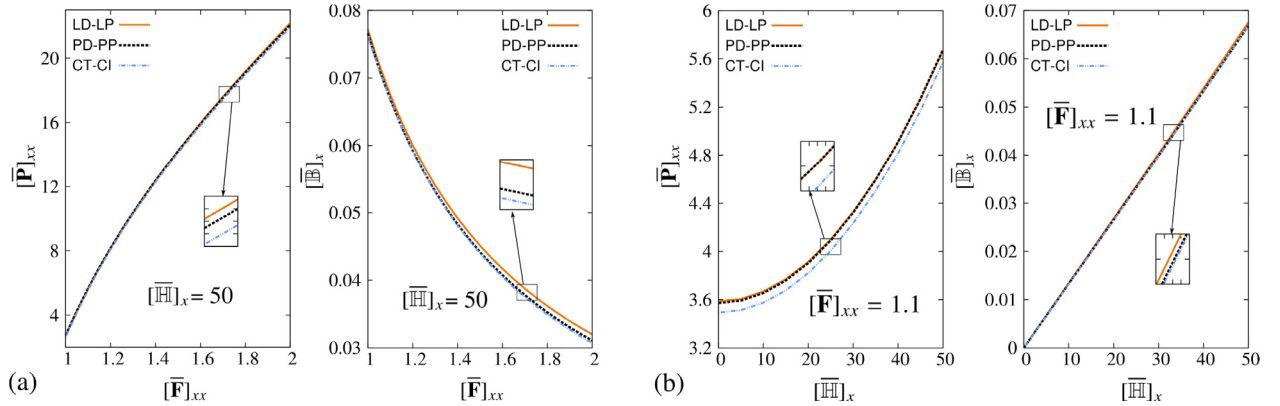 LD-LP
PD-PP
CT-CI
22
20
16
12
8
4
[P̅]xx
[ℍ̅]x = 50
1 1.2 1.4 1.6 1.8 2
[F̅]xx
(a)
LD-LP
PD-PP
CT-CI
0.08
0.07
0.06
0.05
0.04
0.03
[𝔹̅]x
[ℍ̅]x = 50
1 1.2 1.4 1.6 1.8 2
[F̅]xx
LD-LP
PD-PP
CT-CI
6
5.6
5.2
4.8
4.4
4
3.6
3.2
[P̅]xx
[F̅]xx = 1.1
0 10 20 30 40 50
[ℍ̅]x
(b)
LD-LP
PD-PP
CT-CI
0.07
0.06
0.05
0.04
0.03
0.02
0.01
0
[𝔹̅]x
[F̅]xx = 1.1
0 10 20 30 40 50
[ℍ̅]x